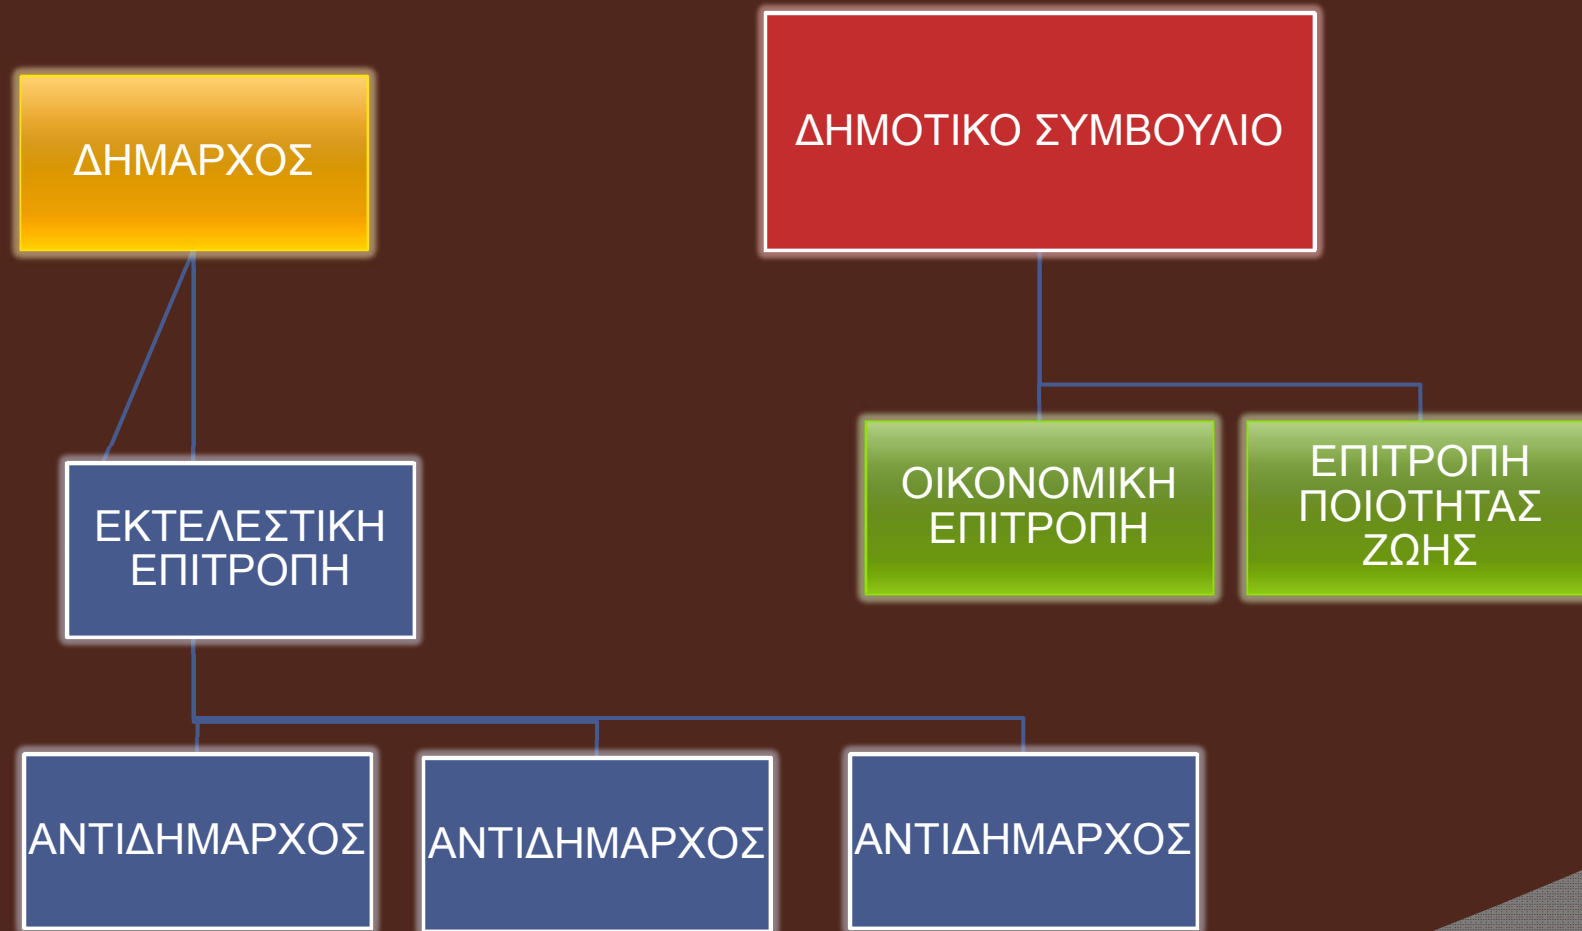 ΔΗΜΑΡΧΟΣ
ΔΗΜΟΤΙΚΟ ΣΥΜΒΟΥΛΙΟ
ΕΚΤΕΛΕΣΤΙΚΗ
ΕΠΙΤΡΟΠΗ
ΟΙΚΟΝΟΜΙΚΗ
ΕΠΙΤΡΟΠΗ
ΕΠΙΤΡΟΠΗ
ΠΟΙΟΤΗΤΑΣ
ΖΩΗΣ
ΑΝΤΙΔΗΜΑΡΧΟΣ
ΑΝΤΙΔΗΜΑΡΧΟΣ
ΑΝΤΙΔΗΜΑΡΧΟΣ